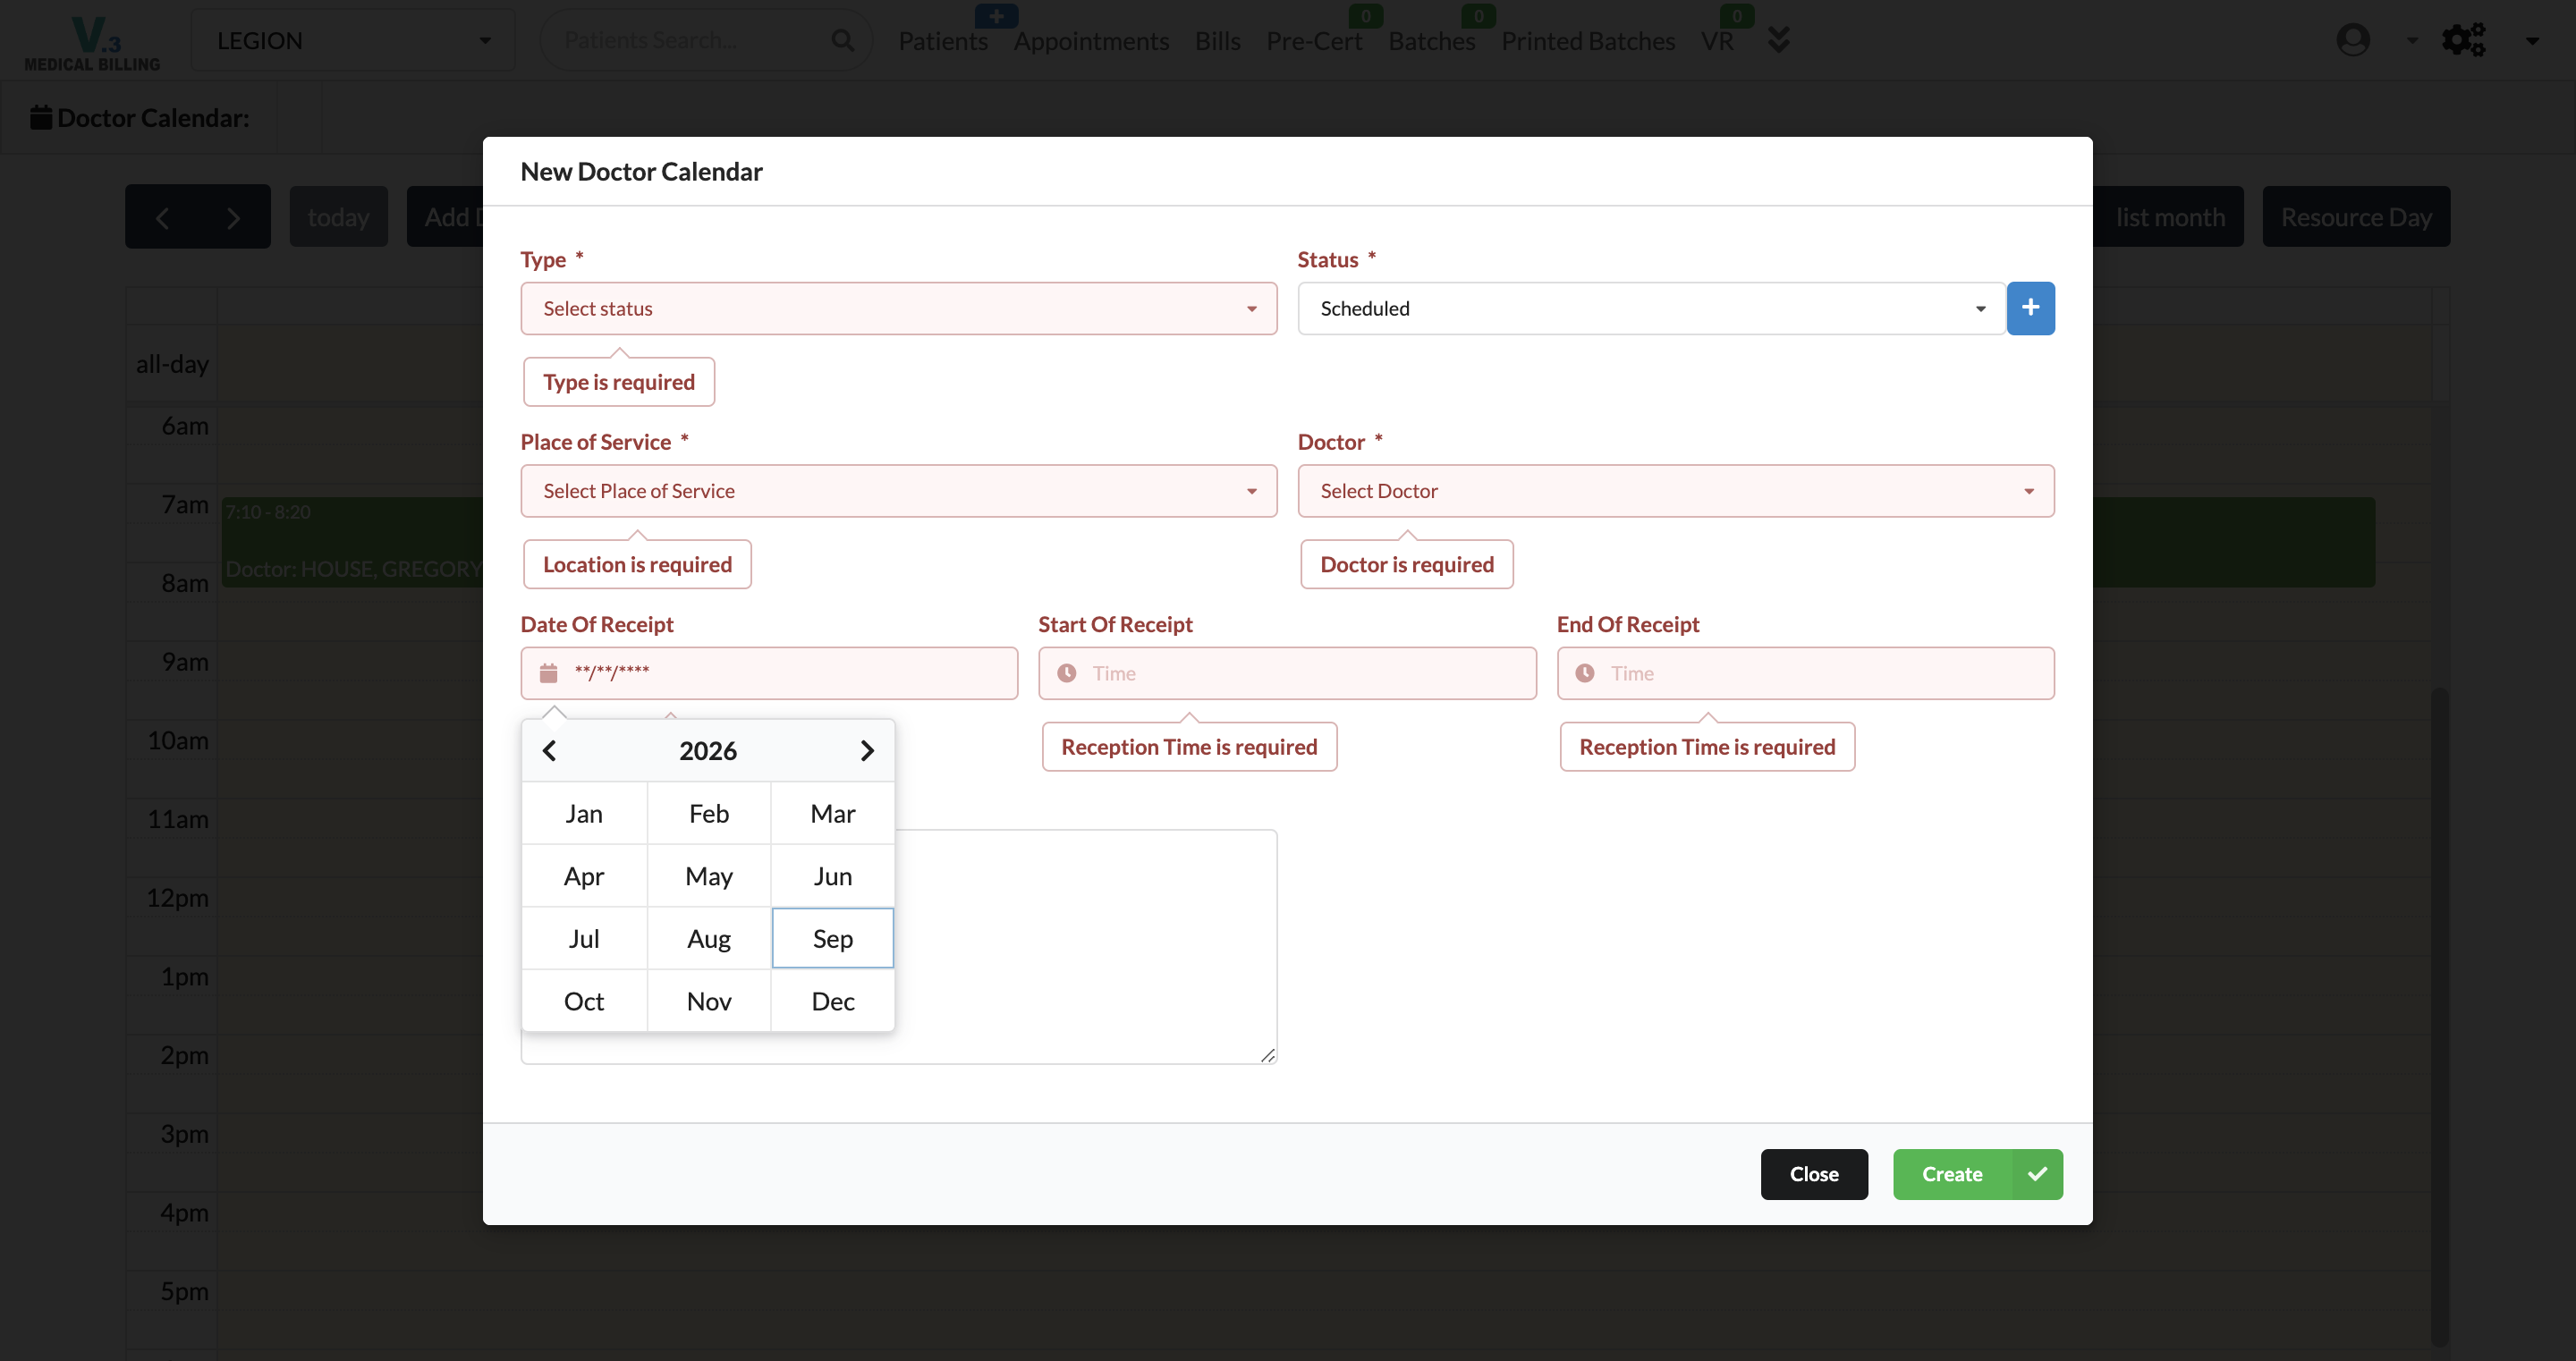 V.3
MEDICAL BILLING
LEGION
Patients Search...
Patients
Appointments
Bills
Pre-Cert
0
Batches
0
Printed Batches
VR
0
Doctor Calendar:
today
Add D
list month
Resource Day
all-day
6am
7am
8am
9am
10am
11am
12pm
1pm
2pm
3pm
4pm
5pm
7:10 - 8:20
Doctor: HOUSE, GREGORY
New Doctor Calendar
Type *
Select status
Type is required
Status *
Scheduled
Place of Service *
Select Place of Service
Location is required
Doctor *
Select Doctor
Doctor is required
Date Of Receipt
**/**/****
Start Of Receipt
Time
Reception Time is required
End Of Receipt
Time
Reception Time is required
2026
Jan Feb Mar
Apr May Jun
Jul Aug Sep
Oct Nov Dec
Close
Create